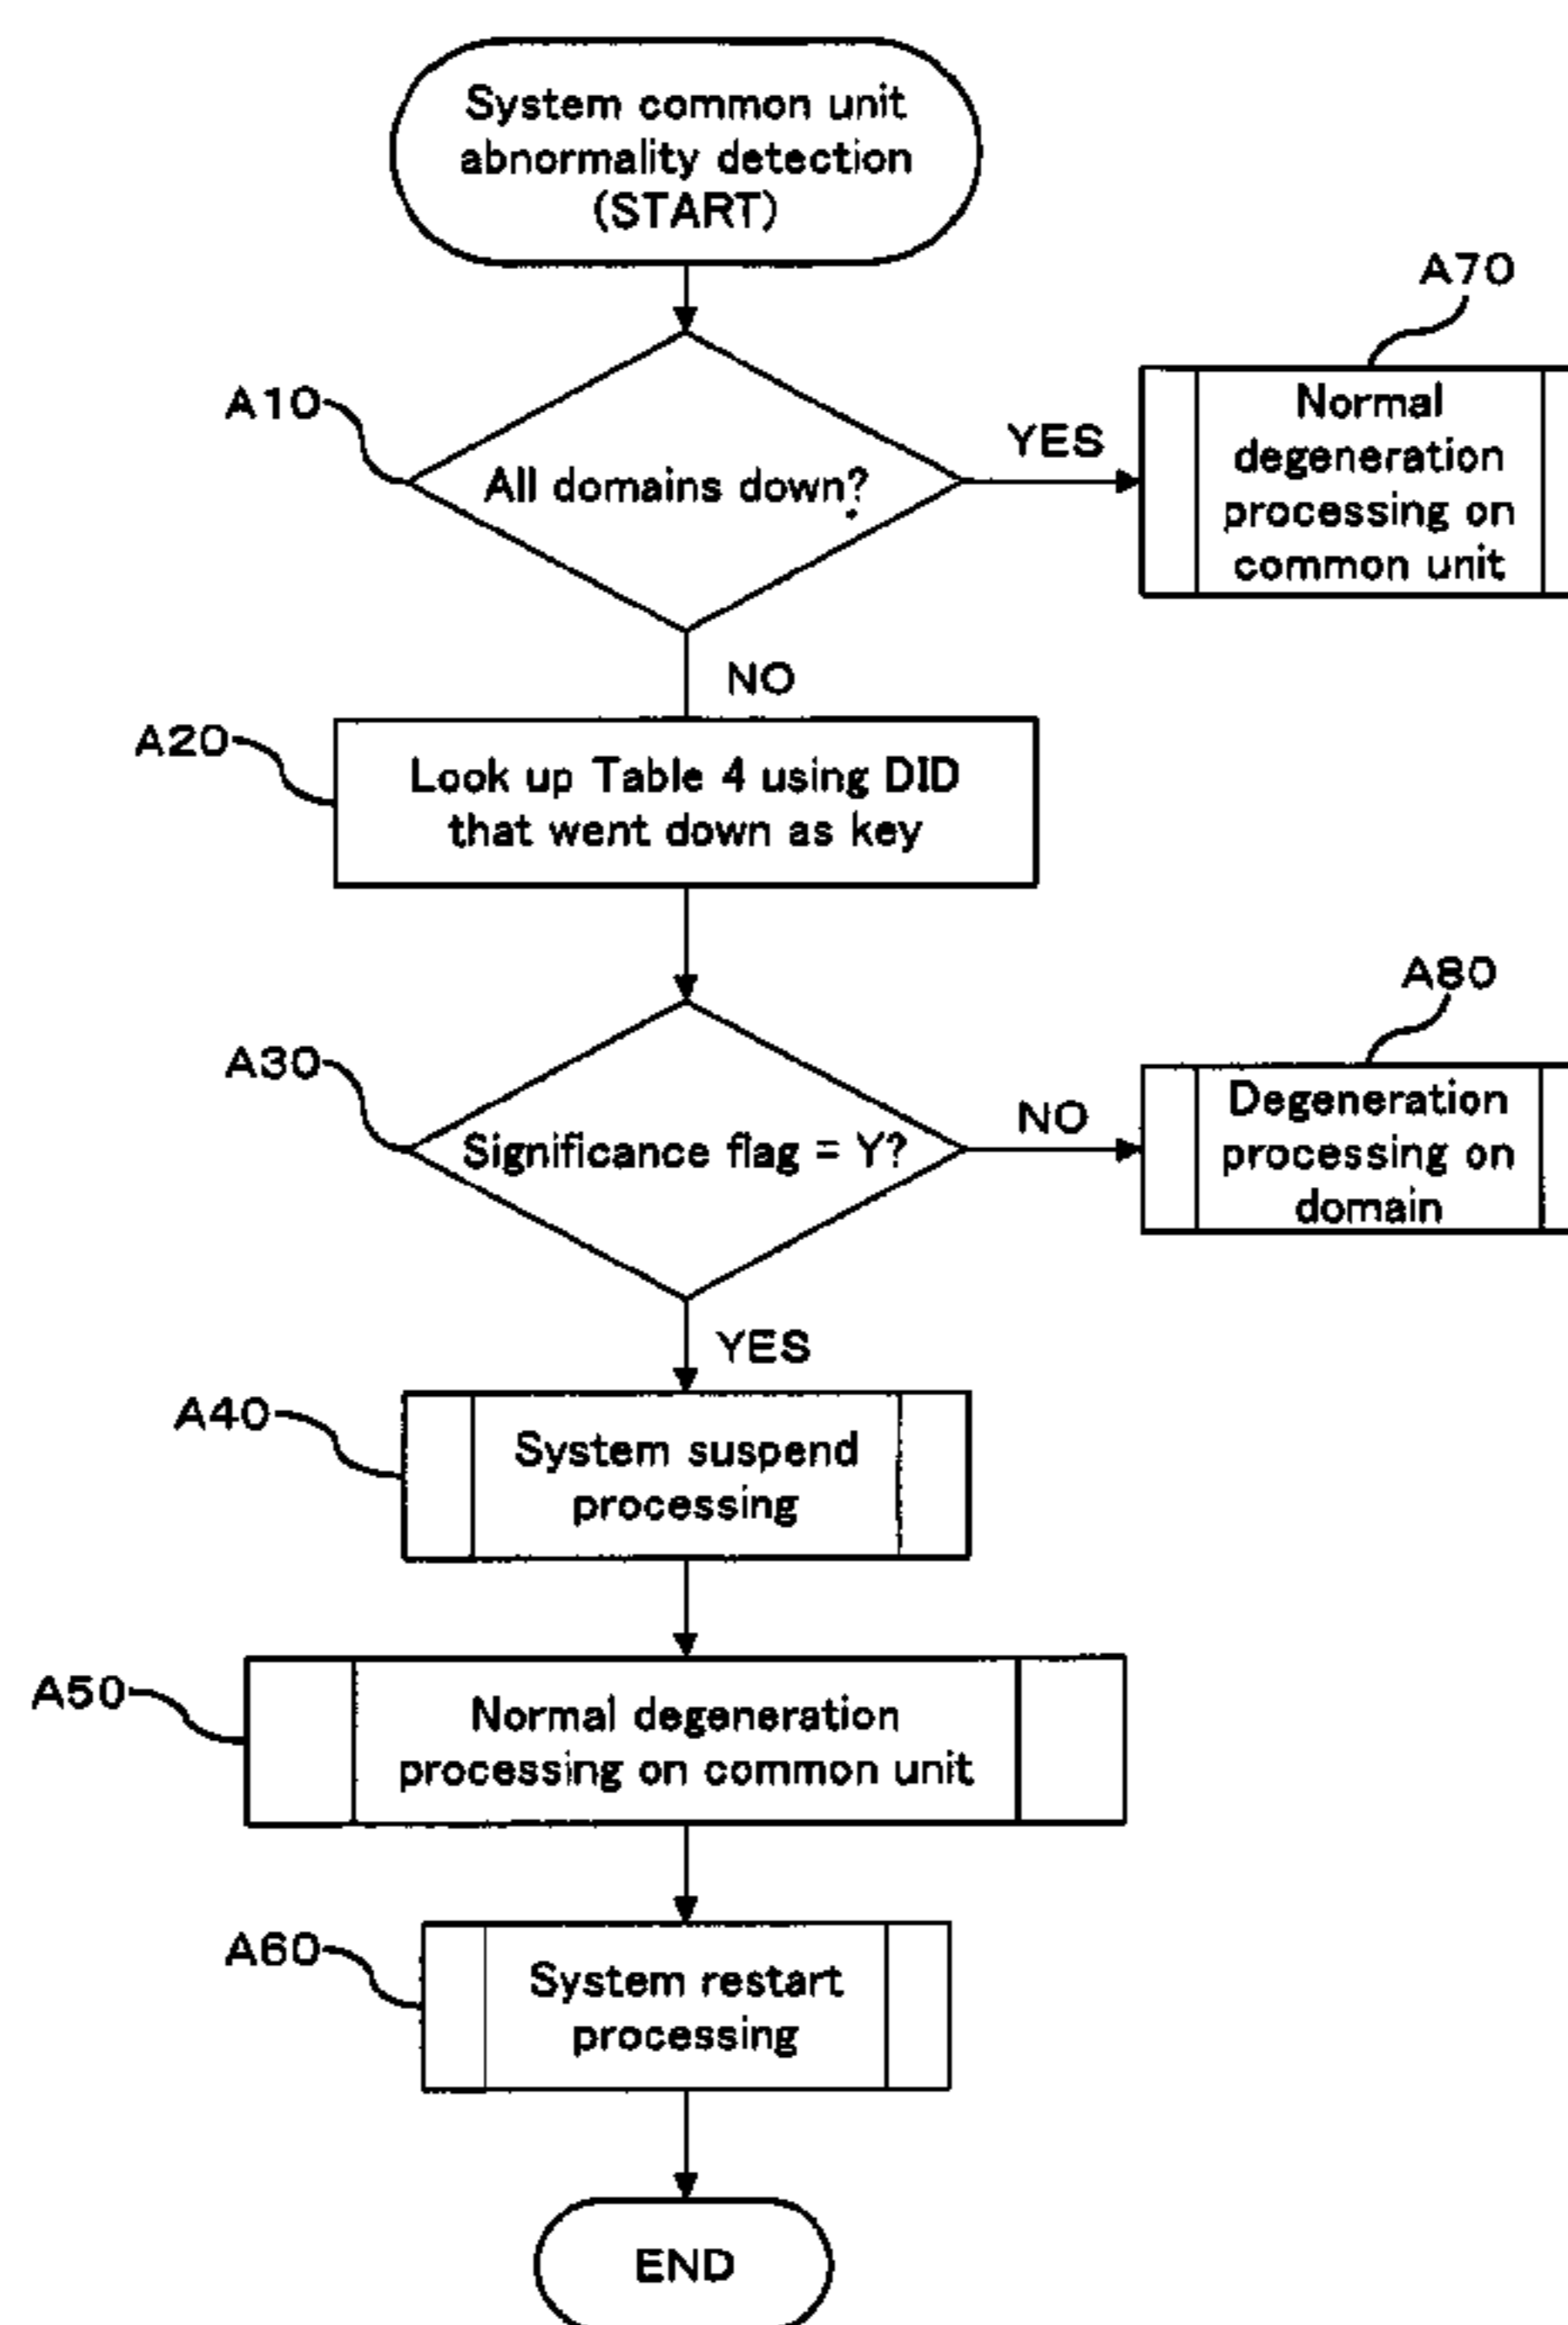 System common unit
abnormality detection
(START)
A10
All domains down?
YES
A70
Normal
degeneration
processing on
common unit
NO
A20
Look up Table 4 using DID
that went down as key
A30
Significance flag = Y?
NO
A80
Degeneration
processing on
domain
YES
A40
System suspend
processing
A50
Normal degeneration
processing on common unit
A60
System restart
processing
END